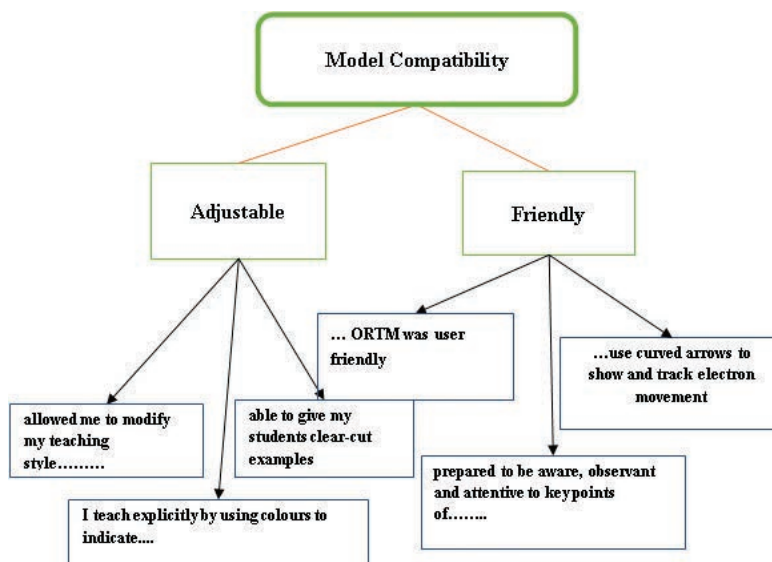 Model Compatibility
Adjustable
Friendly
… ORTM was user
friendly
…use curved arrows to
show and track electron
movement
allowed me to modify
my teaching
style………
able to give my
students clear-cut
examples
prepared to be aware, observant
and attentive to key points
of……..
I teach explicitly by using colours to
indicate....